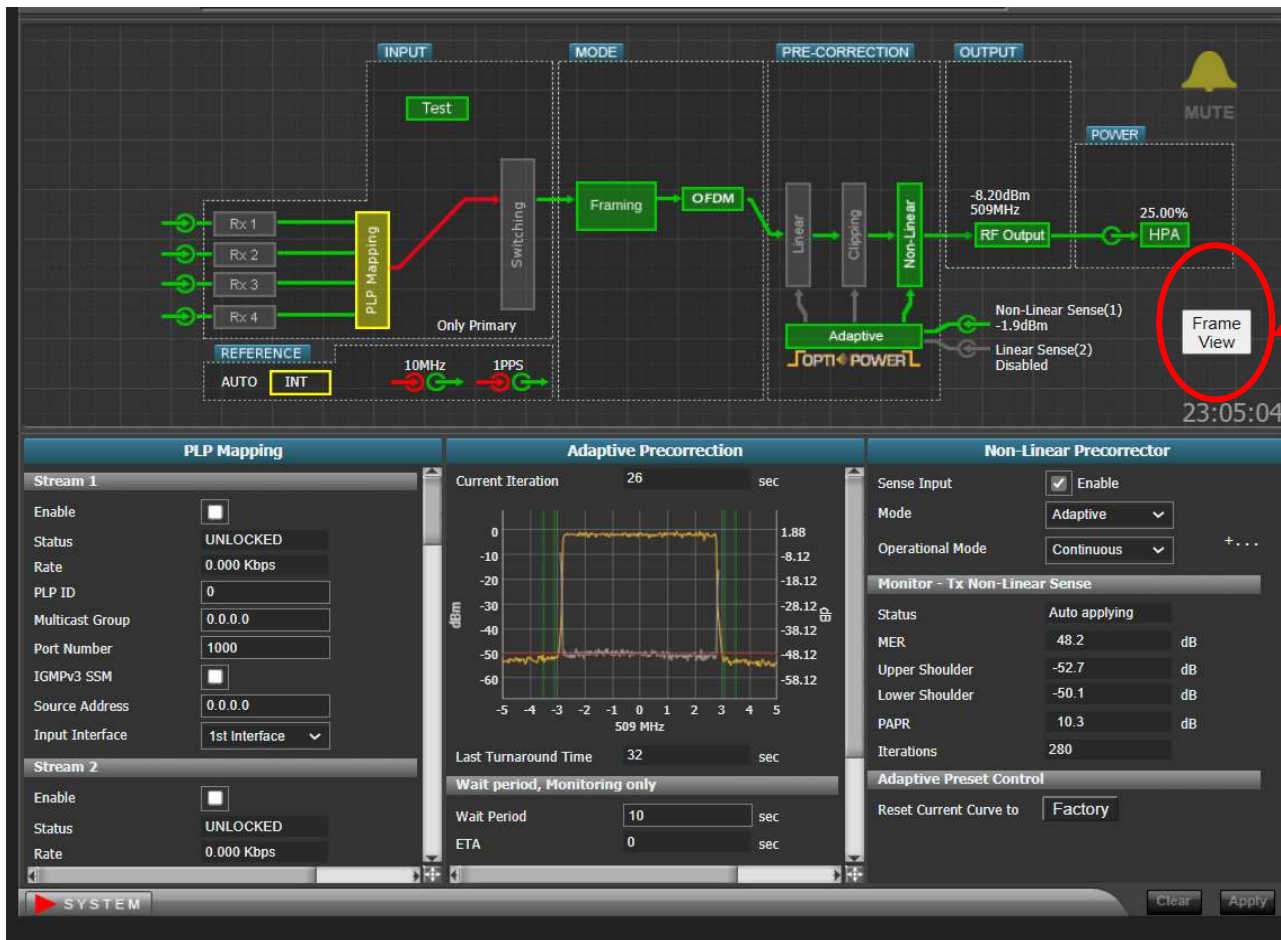 INPUT
MODE
PRE-CORRECTION
OUTPUT
MUTE
Test
POWER
Rx 1
Rx 2
Rx 3
Rx 4
PLP Mapping
Switching
Only Primary
Framing
OFDM
Linear
Clipping
Non-Linear
-8.20dBm
509MHz
RF Output
25.00%
HPA
Adaptive
OPTI POWER
Non-Linear Sense(1)
-1.9dBm
Linear Sense(2)
Disabled
Frame
View
REFERENCE
AUTO INT
10MHz 1PPS
23:05:04
PLP Mapping
Stream 1
Enable
Status UNLOCKED
Rate 0.000 Kbps
PLP ID 0
Multicast Group 0.0.0.0
Port Number 1000
IGMPv3 SSM
Source Address 0.0.0.0
Input Interface 1st Interface
Stream 2
Enable
Status UNLOCKED
Rate 0.000 Kbps
Adaptive Precorrection
Current Iteration 26 sec
0 1.88
-10 -8.12
-20 -18.12
-30 -28.12
-40 -38.12
-50 -48.12
-60 -58.12
dBm
dB
-5 -4 -3 -2 -1 0 1 2 3 4 5
509 MHz
Last Turnaround Time 32 sec
Wait period, Monitoring only
Wait Period 10 sec
ETA 0 sec
Non-Linear Precorrector
Sense Input Enable
Mode Adaptive
Operational Mode Continuous +...
Monitor - Tx Non-Linear Sense
Status Auto applying
MER 48.2 dB
Upper Shoulder -52.7 dB
Lower Shoulder -50.1 dB
PAPR 10.3 dB
Iterations 280
Adaptive Preset Control
Reset Current Curve to Factory
SYSTEM
Clear Apply